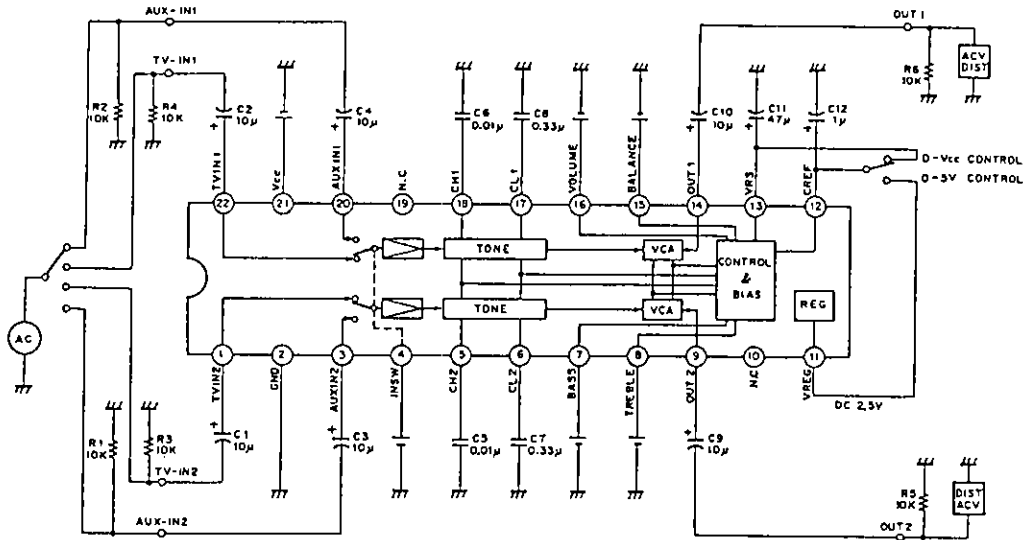 AUX-IN1
TV-IN1
R2
10K
R4
10K
C2
10µ
C4
10µ
C6
0.01µ
C8
0.33µ
C10
10µ
C11
47µ
C12
1µ
OUT 1
R6
10K
ACV
DIST
0-Vcc CONTROL
0-5V CONTROL
TVIN1
Vcc
AUXIN1
N.C
CH1
CL1
VOLUME
BALANCE
OUT 1
VRS
CREF
22
21
20
19
18
17
16
15
14
13
12
TONE
VCA
CONTROL
&
BIAS
REG
TONE
VCA
AC
1
2
3
4
5
6
7
8
9
10
11
TVIN2
GND
AUXIN2
INSW
CH2
CL2
BASS
TREBLE
OUT 2
N.C
VREG
DC 2.5V
R1
10K
R3
10K
C1
10µ
C3
10µ
C5
0.01µ
C7
0.33µ
C9
10µ
TV-IN2
AUX-IN2
R5
10K
DIST
ACV
OUT 2